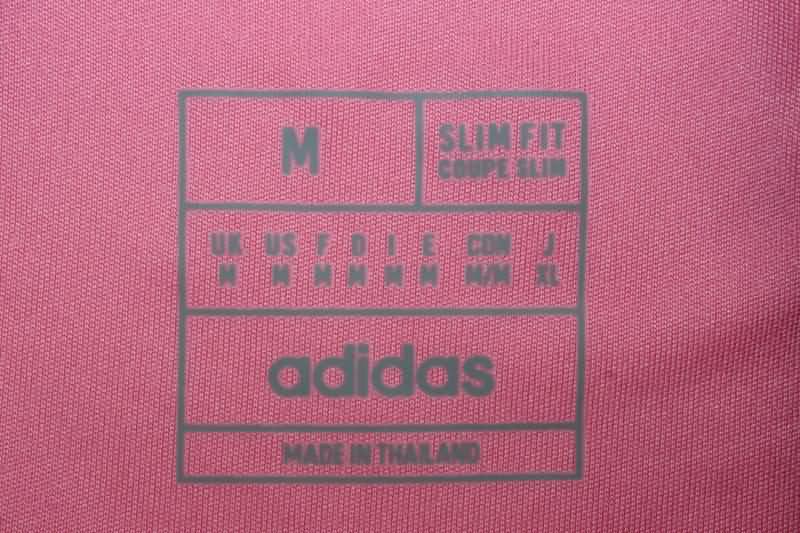 M
SLIM FIT
COUPE SLIM
UK US F D I E CDN J
M M M M M M M/M XL
adidas
MADE IN THAILAND